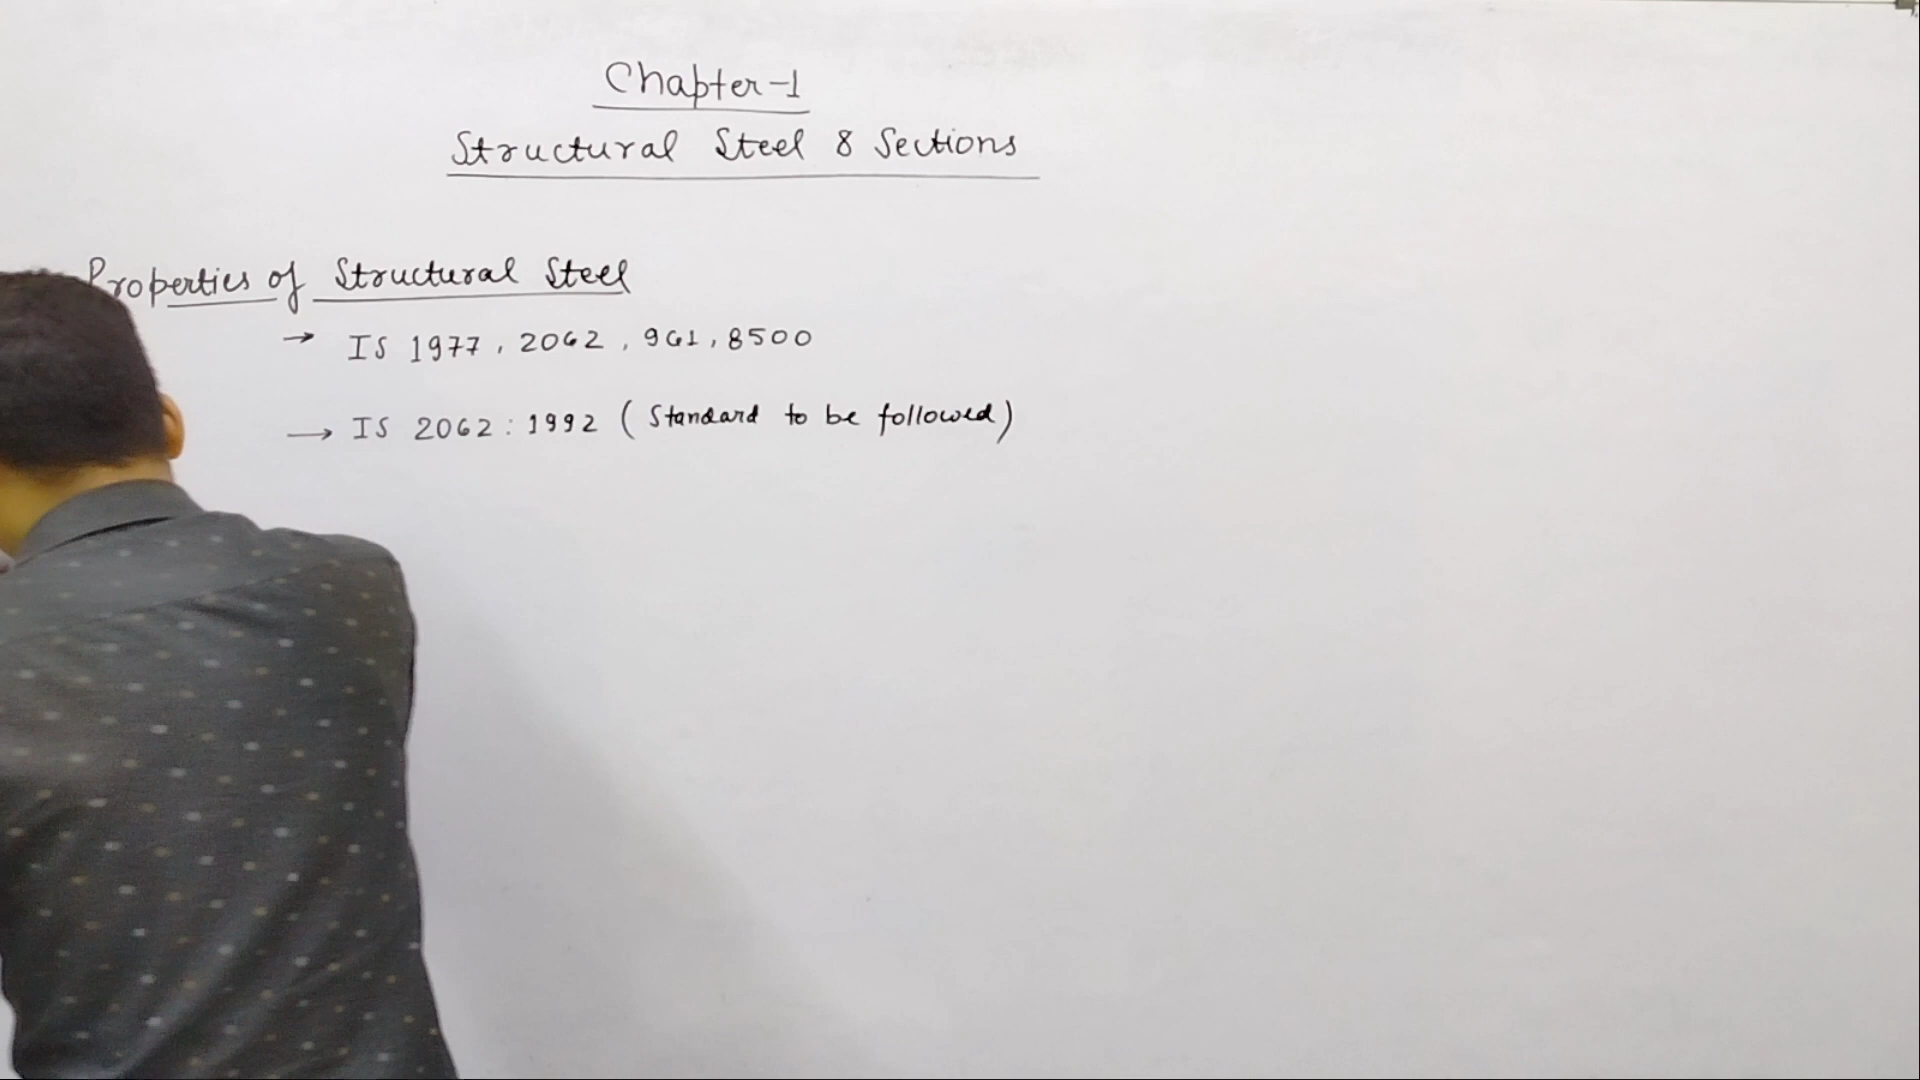 Chapter-1
Structural Steel & Sections
Properties of Structural Steel
→ IS 1977, 2062, 961, 8500
→ IS 2062:1992 (Standard to be followed)